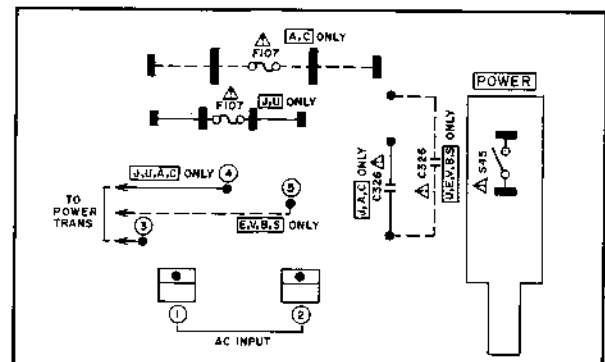 ⚠ A,C ONLY
F107
POWER
⚠
F107 J,U ONLY
J,U,A,C ONLY 4
5
TO
POWER
TRANS
3
E,V,B,S ONLY
J,A,C ONLY
C326 ⚠
⚠ C326
U,E,V,B,S ONLY
⚠ S45
1 2
AC INPUT